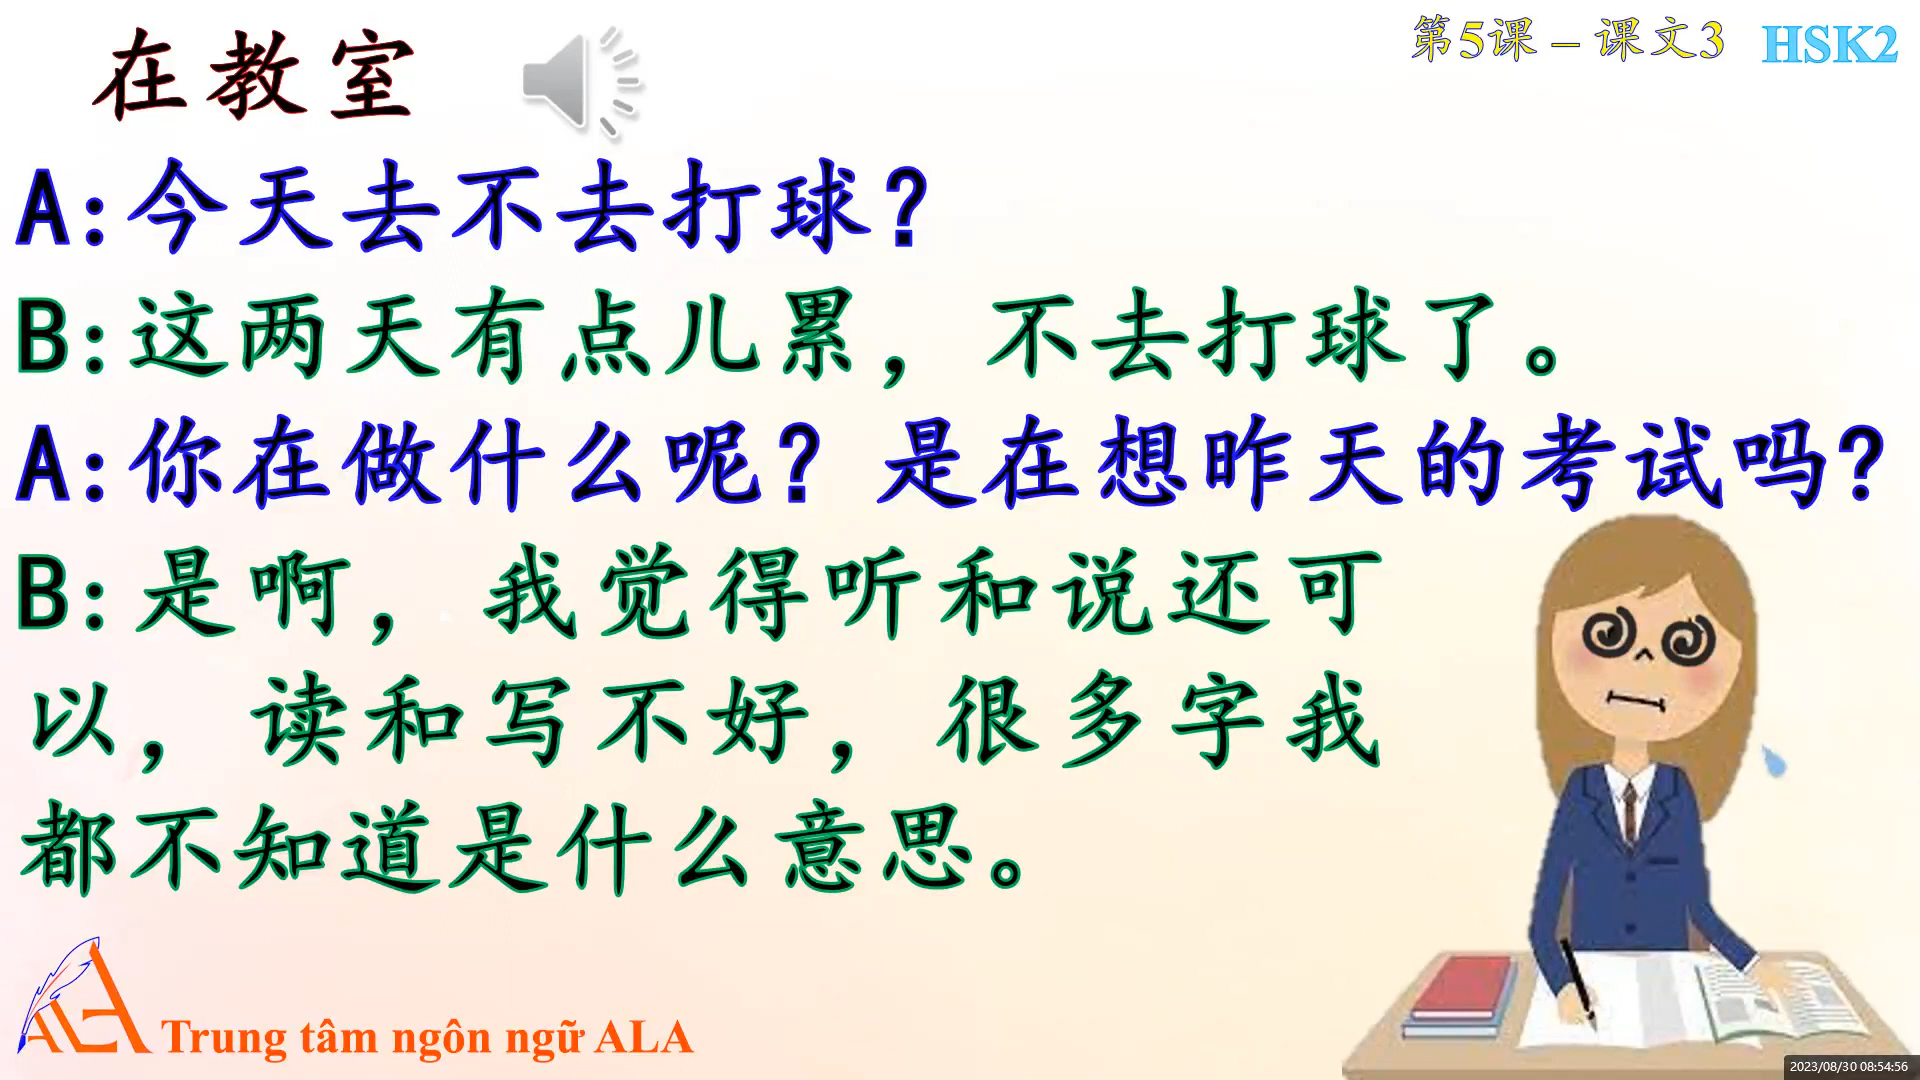 在教室
第5课 – 课文3 HSK2
A:今天去不去打球?
B:这两天有点儿累，不去打球了。
A:你在做什么呢? 是在想昨天的考试吗?
B:是啊，我觉得听和说还可
以，读和写不好，很多字我
都不知道是什么意思。
ALA Trung tâm ngôn ngữ ALA
2023/08/30 08:54:56